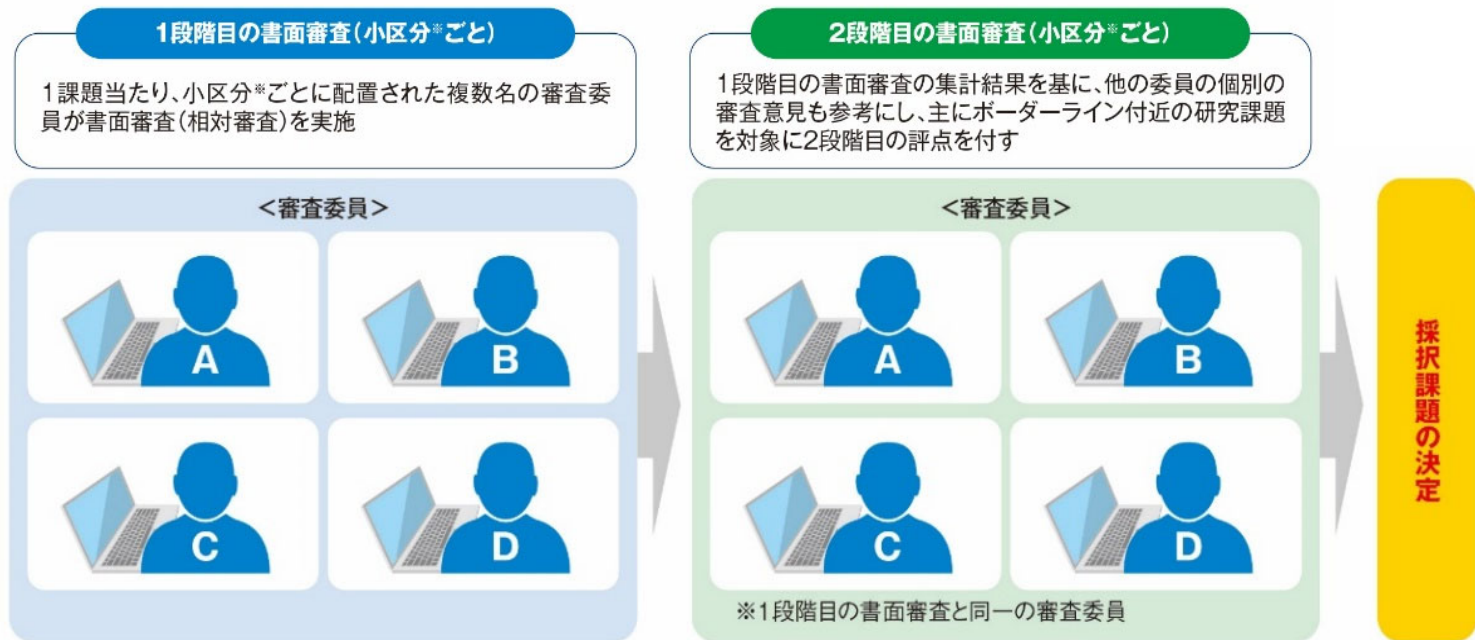 1段階目の書面審査(小区分※ごと)
1課題当たり、小区分※ごとに配置された複数名の審査委
員が書面審査(相対審査)を実施
<審査委員>
A
B
C
D
2段階目の書面審査(小区分※ごと)
1段階目の書面審査の集計結果を基に、他の委員の個別の
審査意見も参考にし、主にボーダーライン付近の研究課題
を対象に2段階目の評点を付す
<審査委員>
A
B
C
D
※1段階目の書面審査と同一の審査委員
採択課題の決定